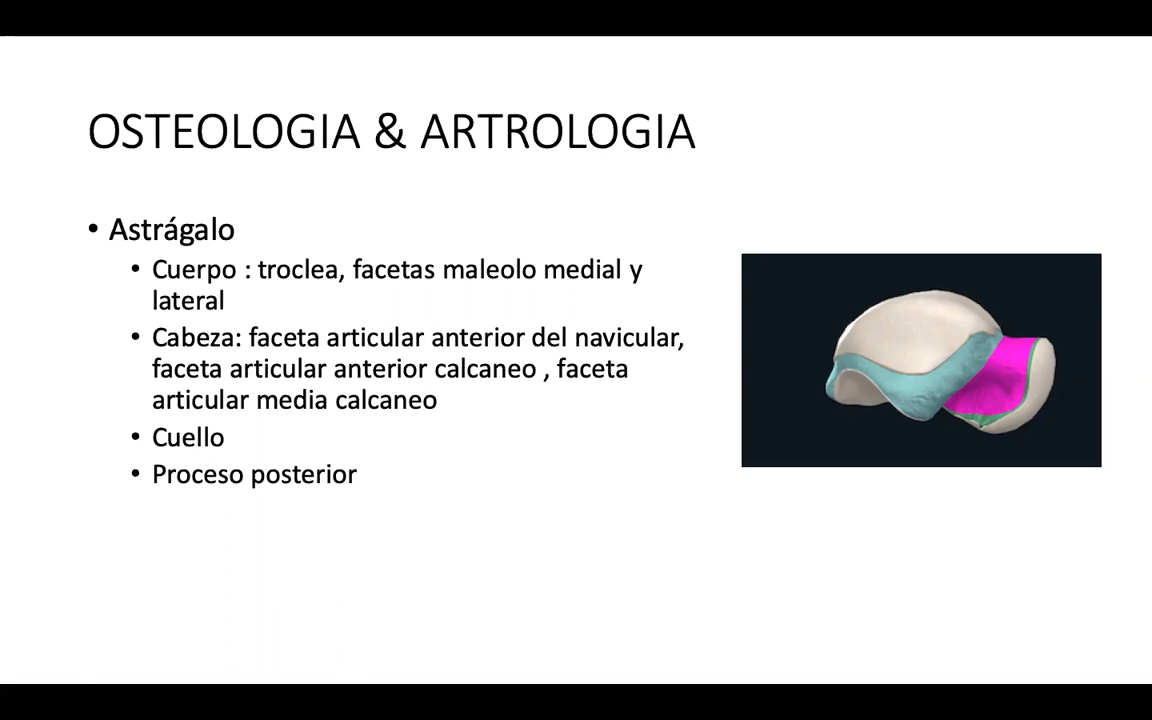 OSTEOLOGIA & ARTROLOGIA
• Astrágalo
• Cuerpo : troclea, facetas maleolo medial y
lateral
• Cabeza: faceta articular anterior del navicular,
faceta articular anterior calcaneo , faceta
articular media calcaneo
• Cuello
• Proceso posterior